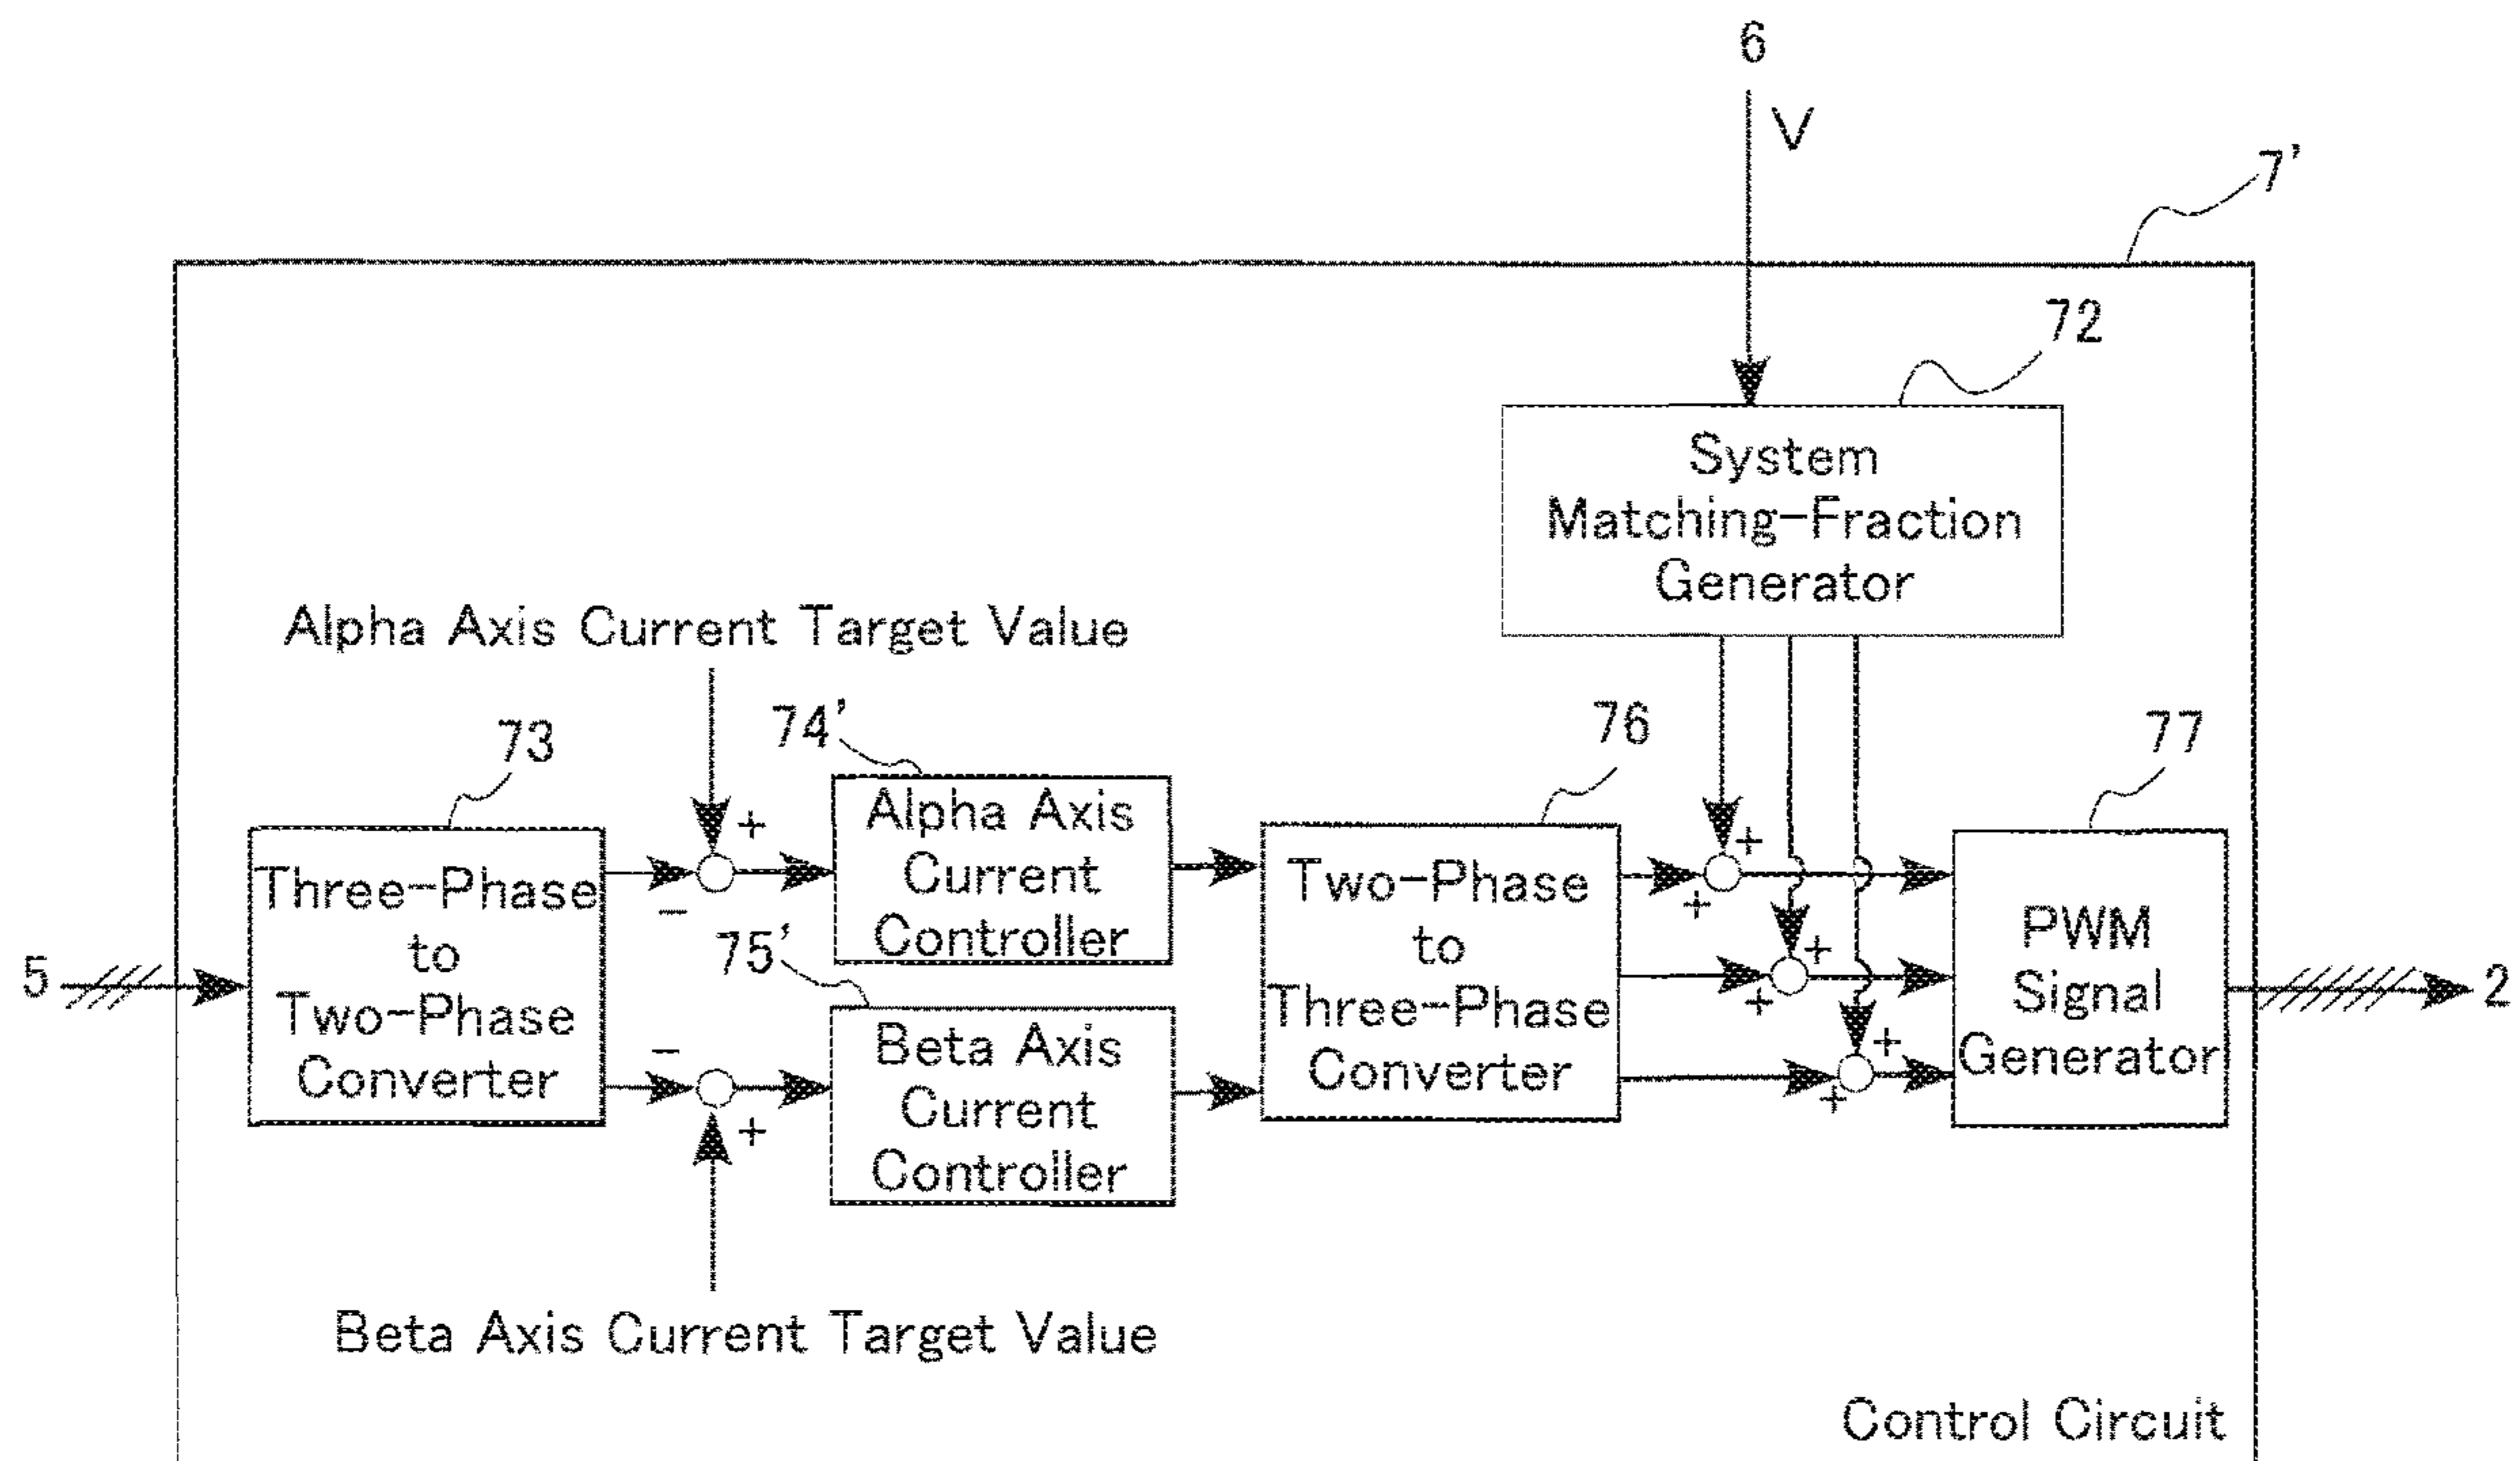 6
V
7'
72
System
Matching-Fraction
Generator
Alpha Axis Current Target Value
73
74'
76
77
+
+
Alpha Axis
Current
Controller
Three-Phase
to
Two-Phase
Converter
-
+
Two-Phase
to
Three-Phase
Converter
PWM
Signal
Generator
75'
+
+
5
2
-
+
+
+
Beta Axis
Current
Controller
Beta Axis Current Target Value
Control Circuit